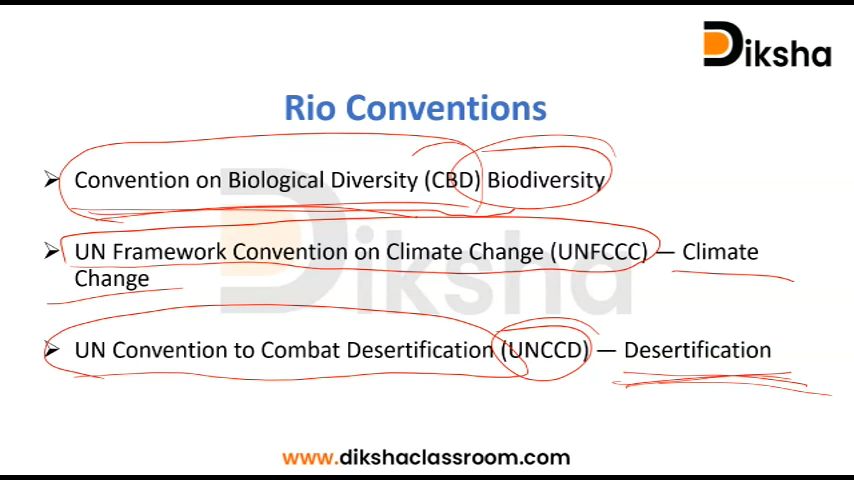 Diksha
Rio Conventions
➢ Convention on Biological Diversity (CBD) Biodiversity
➢ UN Framework Convention on Climate Change (UNFCCC) — Climate
Change
➢ UN Convention to Combat Desertification (UNCCD) — Desertification
Diksha
www.dikshaclassroom.com